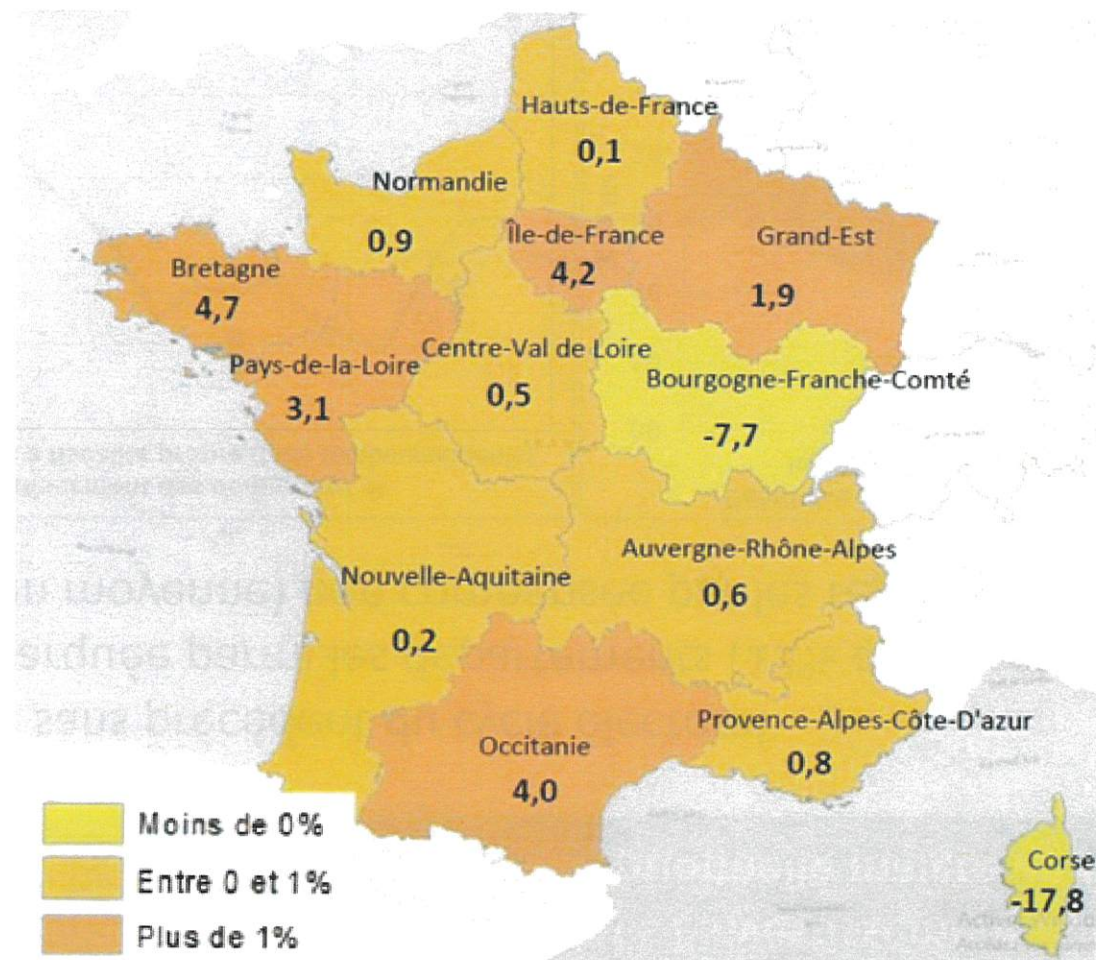 Hauts-de-France
0,1
Normandie
0,9
Île-de-France
4,2
Grand-Est
1,9
Bretagne
4,7
Pays-de-la-Loire
3,1
Centre-Val de Loire
0,5
Bourgogne-Franche-Comté
-7,7
Auvergne-Rhône-Alpes
0,6
Nouvelle-Aquitaine
0,2
Provence-Alpes-Côte-D'azur
0,8
Occitanie
4,0
Corse
-17,8
Moins de 0%
Entre 0 et 1%
Plus de 1%